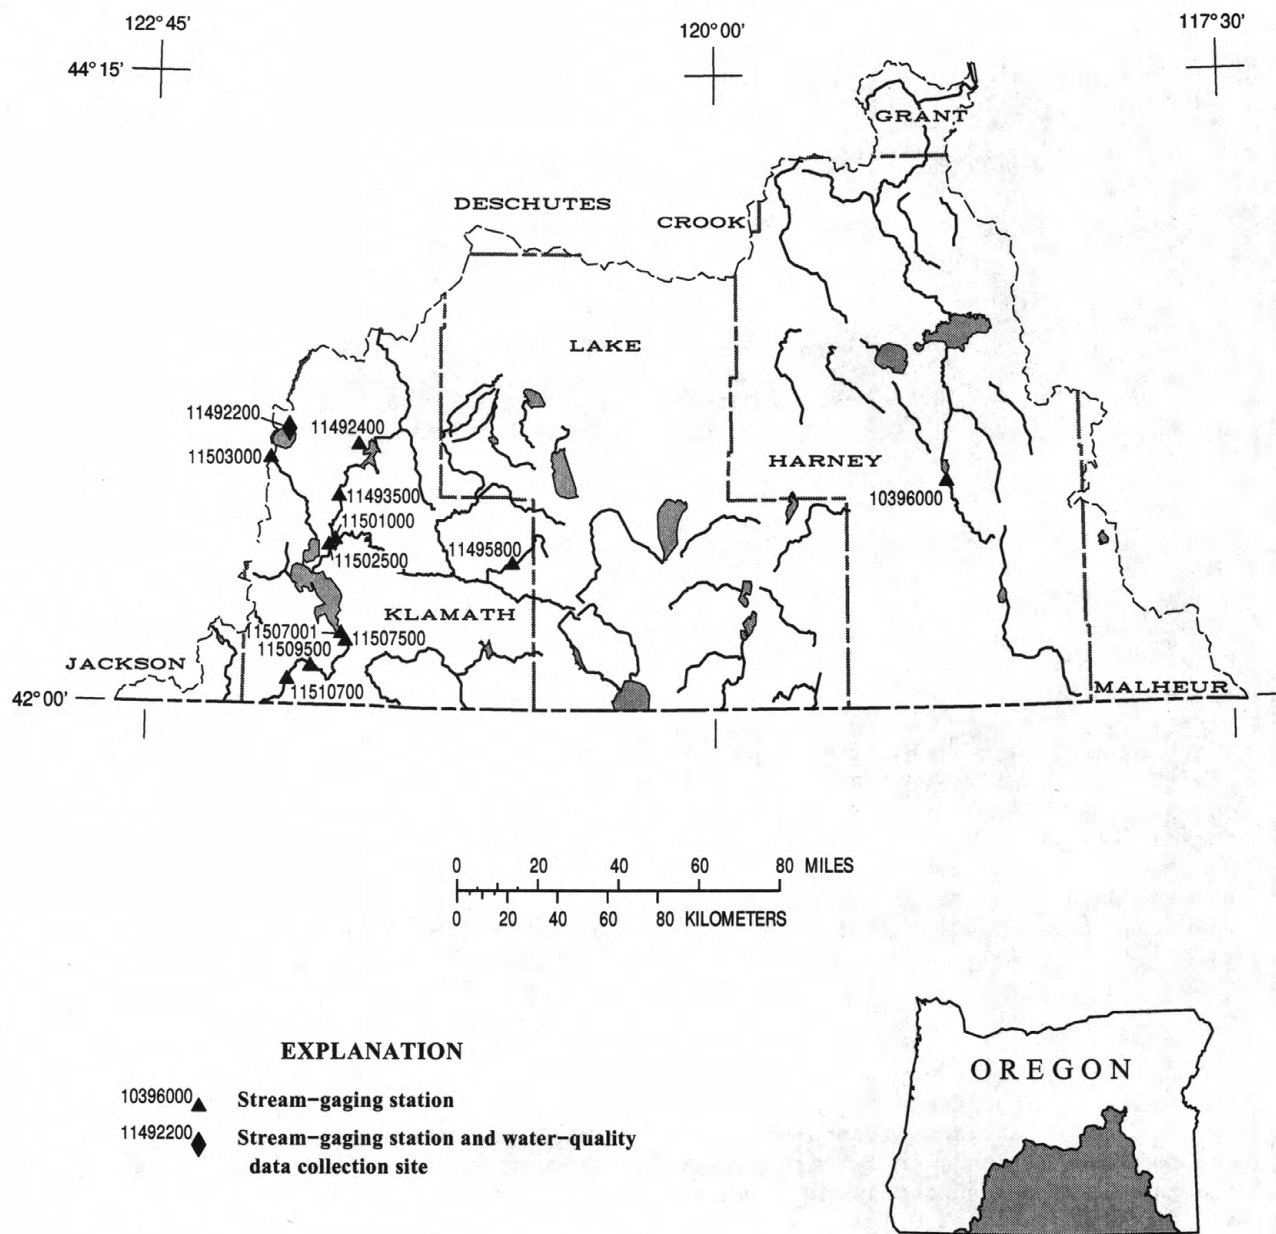 122°45'
120°00'
117°30'
44°15'
GRANT
DESCHUTES
CROOK
LAKE
11492200
11492400
11503000
HARNEY
10396000
11493500
11501000
11495800
11502500
KLAMATH
11507001
11507500
11509500
JACKSON
11510700
MALHEUR
42°00'
0 20 40 60 80 MILES
0 20 40 60 80 KILOMETERS
EXPLANATION
10396000 Stream-gaging station
11492200 Stream-gaging station and water-quality
data collection site
OREGON